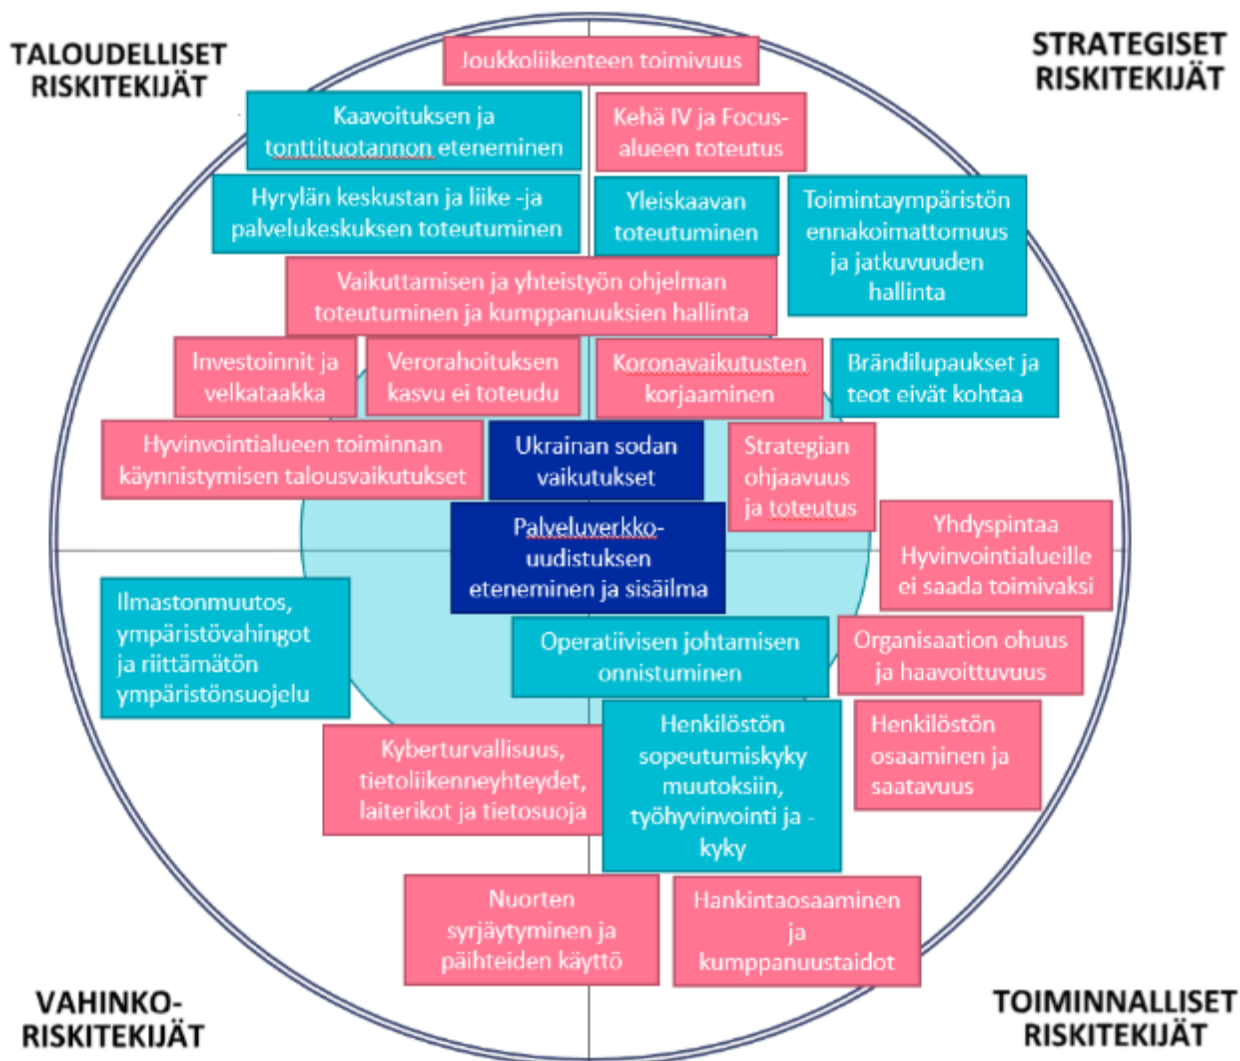 TALOUDELLISET
RISKITEKIJÄT
STRATEGISET
RISKITEKIJÄT
Joukkoliikenteen toimivuus
Kaavoituksen ja
tonttituotannon eteneminen
Kehä IV ja Focus-
alueen toteutus
Hyrylän keskustan ja liike -ja
palvelukeskuksen toteutuminen
Yleiskaavan
toteutuminen
Toimintaympäristön
ennakoimattomuus
ja jatkuvuuden
hallinta
Vaikuttamisen ja yhteistyön ohjelman
toteutuminen ja kumppanuuksien hallinta
Investoinnit ja
velkataakka
Verorahoituksen
kasvu ei toteudu
Koronavaikutusten
korjaaminen
Brändilupaukset ja
teot eivät kohtaa
Hyvinvointialueen toiminnan
käynnistymisen talousvaikutukset
Ukrainan sodan
vaikutukset
Strategian
ohjaavuus
ja toteutus
Palveluverkko-
uudistuksen
eteneminen ja sisäilma
Yhdyspintaa
Hyvinvointialueille
ei saada toimivaksi
Ilmastonmuutos,
ympäristövahingot
ja riittämätön
ympäristönsuojelu
Operatiivisen johtamisen
onnistuminen
Organisaation ohuus
ja haavoittuvuus
Kyberturvallisuus,
tietoliikenneyhteydet,
laiterikot ja tietosuoja
Henkilöstön
sopeutumiskyky
muutoksiin,
työhyvinvointi ja -
kyky
Henkilöstön
osaaminen ja
saatavuus
Nuorten
syrjäytyminen ja
päihteiden käyttö
Hankintaosaaminen
ja
kumppanuustaidot
VAHINKO-
RISKITEKIJÄT
TOIMINNALLISET
RISKITEKIJÄT